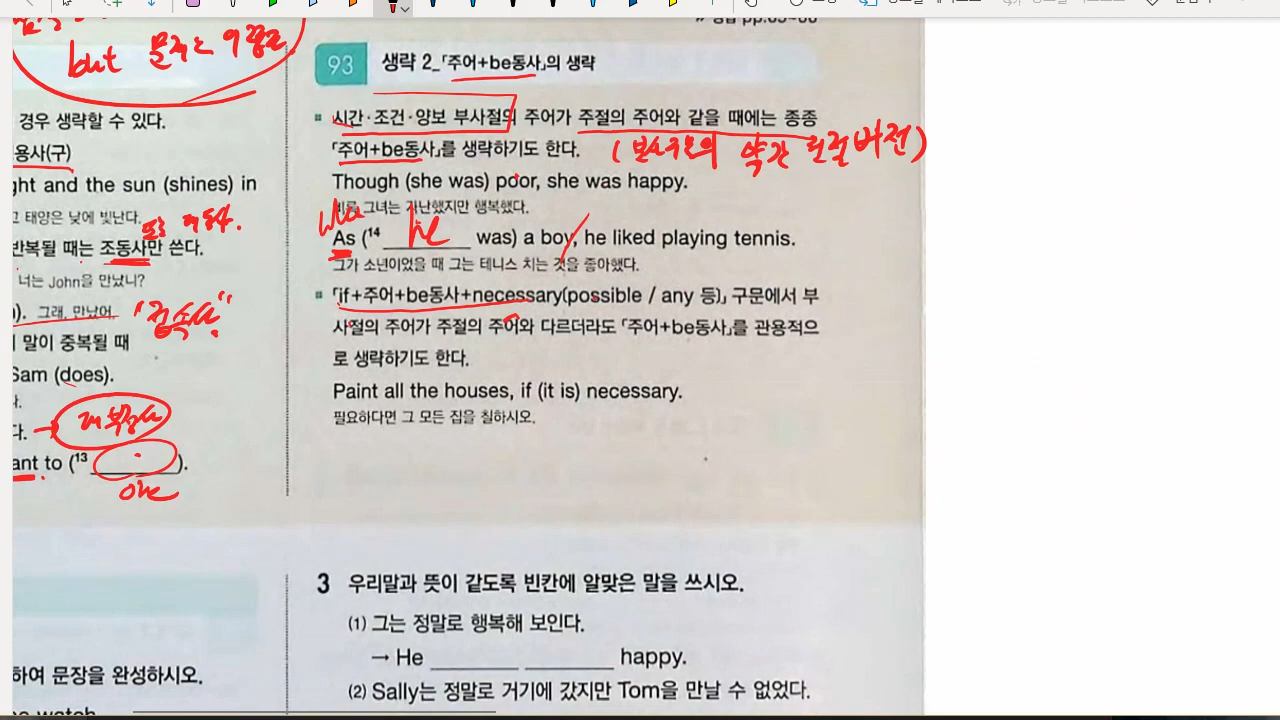 but 문구는
경우 생략할 수 있다.
용사(구)
ght and the sun (shines) in
태양은 낮에 빛난다.
반복될 때는 조동사만 쓴다.
너는 John을 만났니?
). 그래, 만났어.
"접속사"
말이 중복될 때
Sam (does).
다.
대부정사
ant to (13 ________).
one
하여 문장을 완성하시오.
93 생략 2_「주어+be동사」의 생략
시간·조건·양보 부사절의 주어가 주절의 주어와 같을 때에는 종종
「주어+be동사」를 생략하기도 한다.
(분사구문의 약간 버전)
Though (she was) poor, she was happy.
비록 그녀는 가난했지만 행복했다.
As (14 he was) a boy, he liked playing tennis.
그가 소년이었을 때 그는 테니스 치는 것을 좋아했다.
「if+주어+be동사+necessary(possible / any 등)」 구문에서 부
사절의 주어가 주절의 주어와 다르더라도 「주어+be동사」를 관용적으
로 생략하기도 한다.
Paint all the houses, if (it is) necessary.
필요하다면 그 모든 집을 칠하시오.
3 우리말과 뜻이 같도록 빈칸에 알맞은 말을 쓰시오.
(1) 그는 정말로 행복해 보인다.
→ He ________ ________ happy.
(2) Sally는 정말로 거기에 갔지만 Tom을 만날 수 없었다.